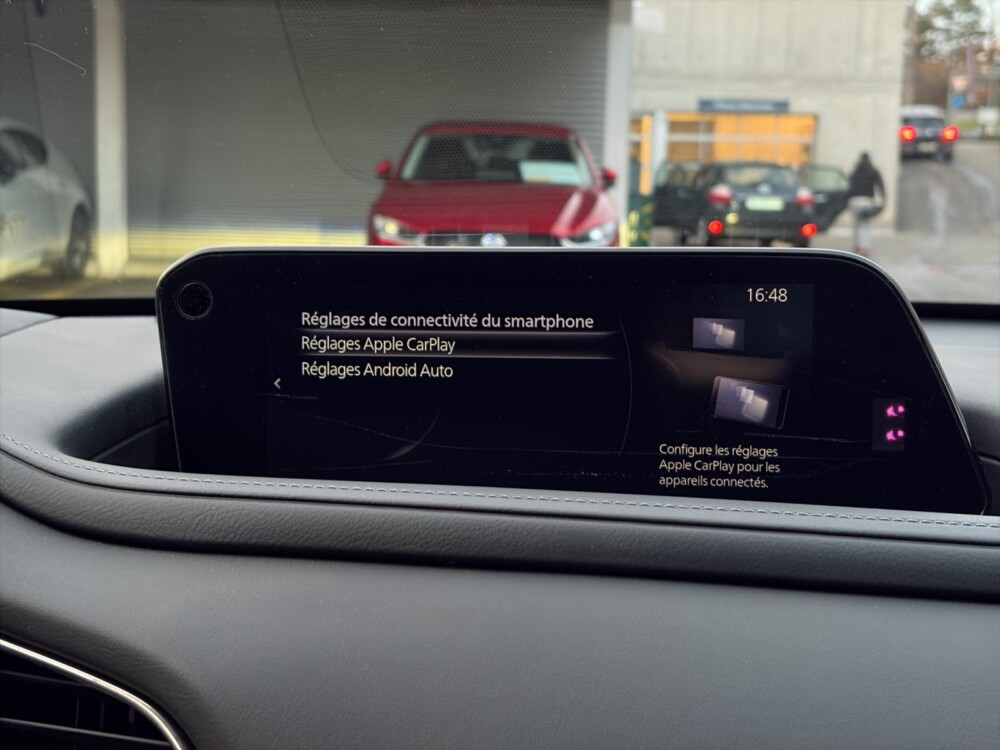 16:48
Réglages de connectivité du smartphone
Réglages Apple CarPlay
Réglages Android Auto
Configure les réglages
Apple CarPlay pour les
appareils connectés.